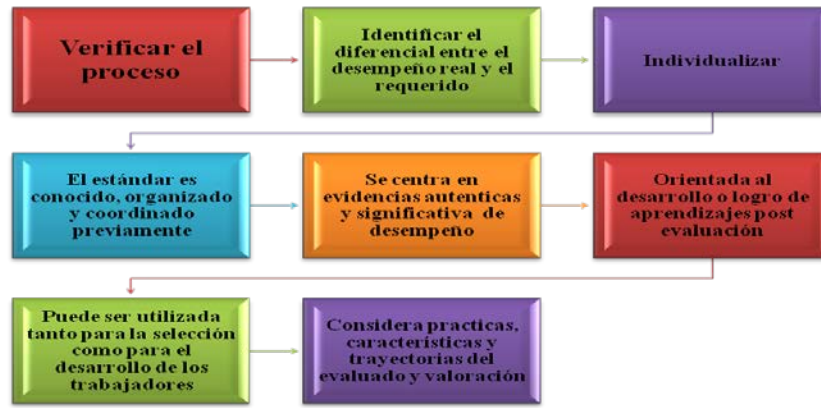 Verificar el
proceso
Identificar el
diferencial entre el
desempeño real y el
requerido
Individualizar
El estándar es
conocido, organizado
y coordinado
previamente
Se centra en
evidencias autenticas
y significativa de
desempeño
Orientada al
desarrollo o logro de
aprendizajes post
evaluación
Puede ser utilizada
tanto para la selección
como para el
desarrollo de los
trabajadores
Considera practicas,
características y
trayectorias del
evaluado y valoración